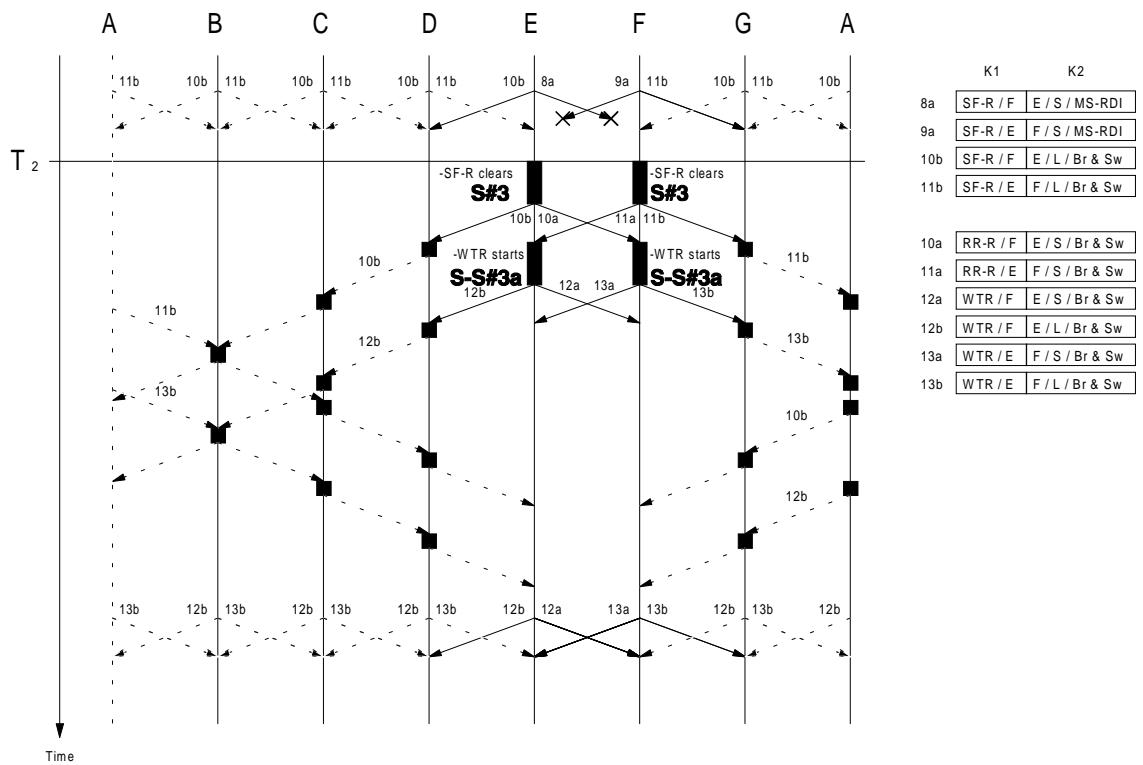 A B C D E F G A
K1 K2
11b 10b 11b 10b 11b 10b 11b 10b 8a 9a 11b 10b 11b 10b
8a SF-R / F E / S / MS-RDI
9a SF-R / E F / S / MS-RDI
10b SF-R / F E / L / Br & Sw
11b SF-R / E F / L / Br & Sw
T 2
-SF-R clears -SF-R clears
S#3 S#3
10b 10a 11a 11b
10a RR-R / F E / S / Br & Sw
11a RR-R / E F / S / Br & Sw
12a WTR / F E / S / Br & Sw
12b WTR / F E / L / Br & Sw
13a WTR / E F / S / Br & Sw
13b WTR / E F / L / Br & Sw
-WTR starts -WTR starts
10b 11b
S-S#3a S-S#3a
12b 12a 13a 13b
11b
12b 13b
13b
10b
12b
13b 12b 13b 12b 13b 12b 13b 12b 12a 13a 13b 12b 13b 12b
Time